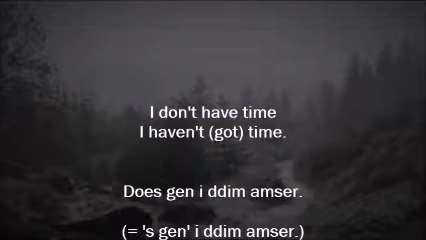 I don't have time
I haven't (got) time.
Does gen i ddim amser.
(= 's gen' i ddim amser.)